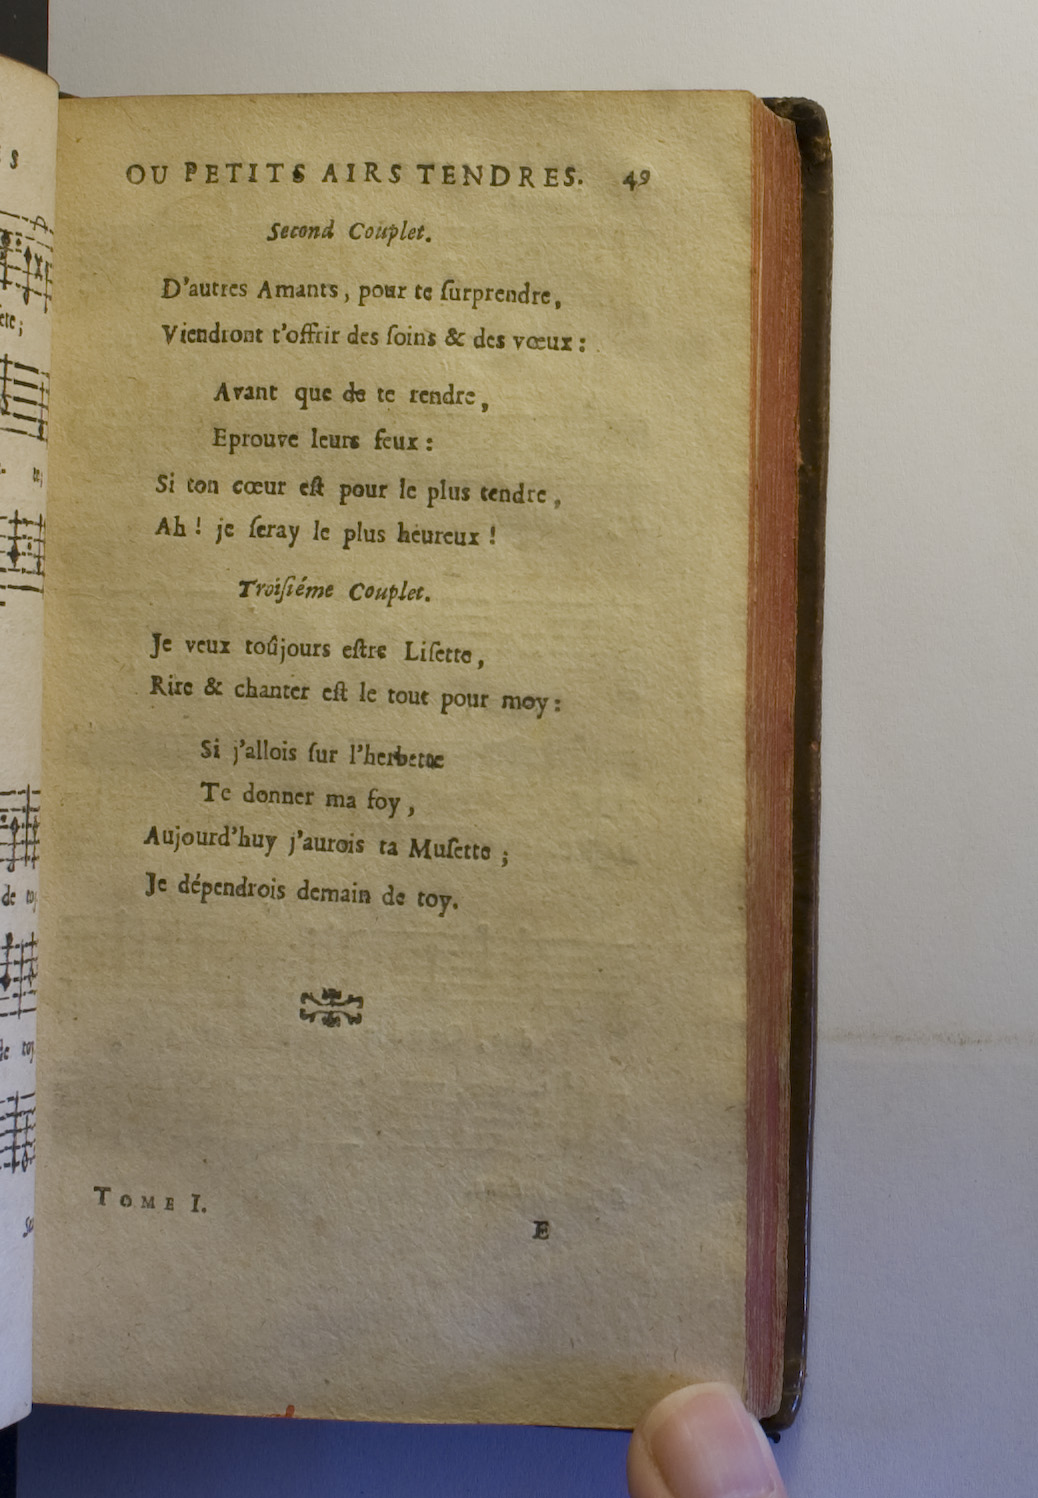 OU PETITS AIRS TENDRES. 49
Second Couplet.
D'autres Amants, pour te ſurprendre,
Viendront t'offrir des ſoins & des vœux :
Avant que de te rendre,
Eprouve leurs feux :
Si ton cœur eſt pour le plus tendre,
Ah ! je ſeray le plus heureux !
Troiſiéme Couplet.
Je veux toûjours eſtre Liſette,
Rire & chanter eſt le tout pour moy :
Si j'allois ſur l'herbette
Te donner ma foy,
Aujourd'huy j'aurois ta Muſette ;
Je dépendrois demain de toy.
TOME I.
E